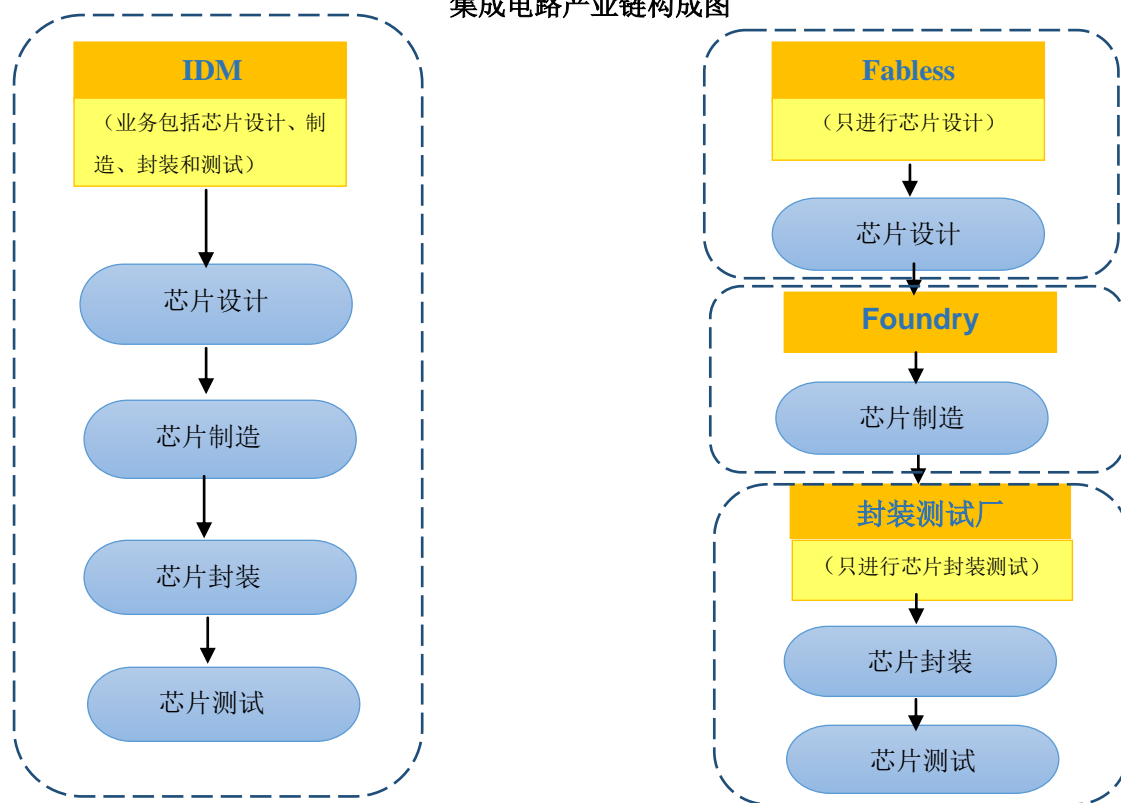 集成电路产业链构成图
IDM
（业务包括芯片设计、制
造、封装和测试）
芯片设计
芯片制造
芯片封装
芯片测试
Fabless
（只进行芯片设计）
芯片设计
Foundry
芯片制造
封装测试厂
（只进行芯片封装测试）
芯片封装
芯片测试